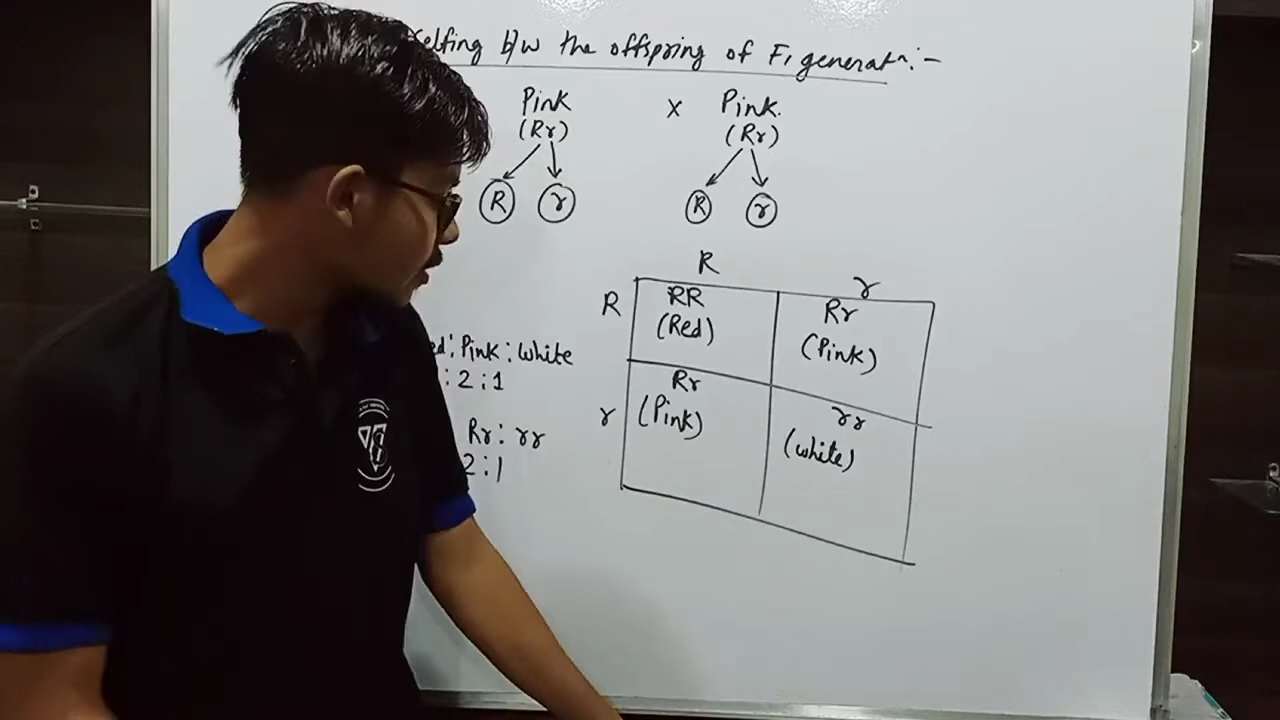 elfing b/w the offspring of F₁ generatⁿ:-
Pink x Pink.
(Rr) (Rr)
R r R r
R r
R RR Rr
(Red) (Pink)
r Rr rr
(Pink) (white)
ed: Pink: white
: 2 : 1
Rr: rr
2 : 1